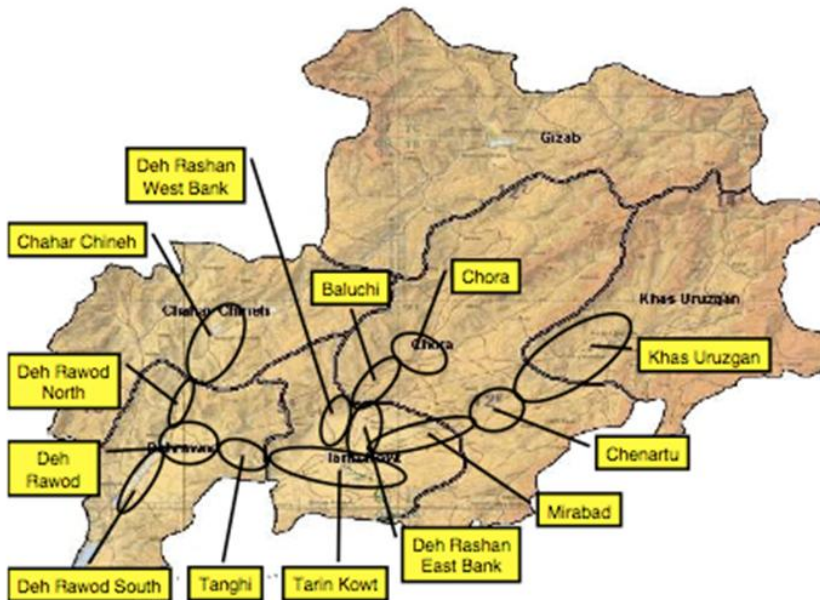 Gizab
Deh Rashan
West Bank
Chahar Chineh
Baluchi
Chora
Khas Uruzgan
Chahar Chineh
Chora
Khas Uruzgan
Deh Rawod
North
Deh
Rawod
Chenartu
Mirabad
Deh Rashan
East Bank
Deh Rawod South
Tanghi
Tarin Kowt